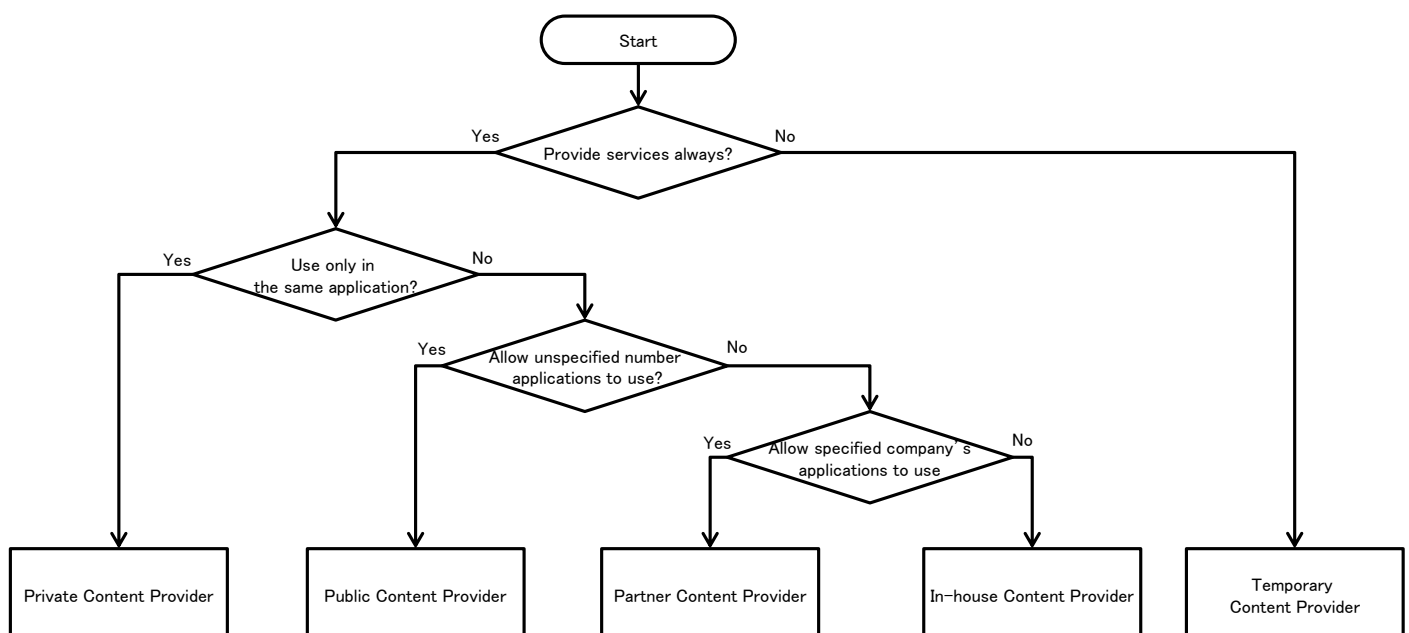 Start
Yes
No
Provide services always?
Yes
No
Use only in
the same application?
Yes
No
Allow unspecified number
applications to use?
Yes
No
Allow specified company’s
applications to use
Private Content Provider
Public Content Provider
Partner Content Provider
In-house Content Provider
Temporary
Content Provider